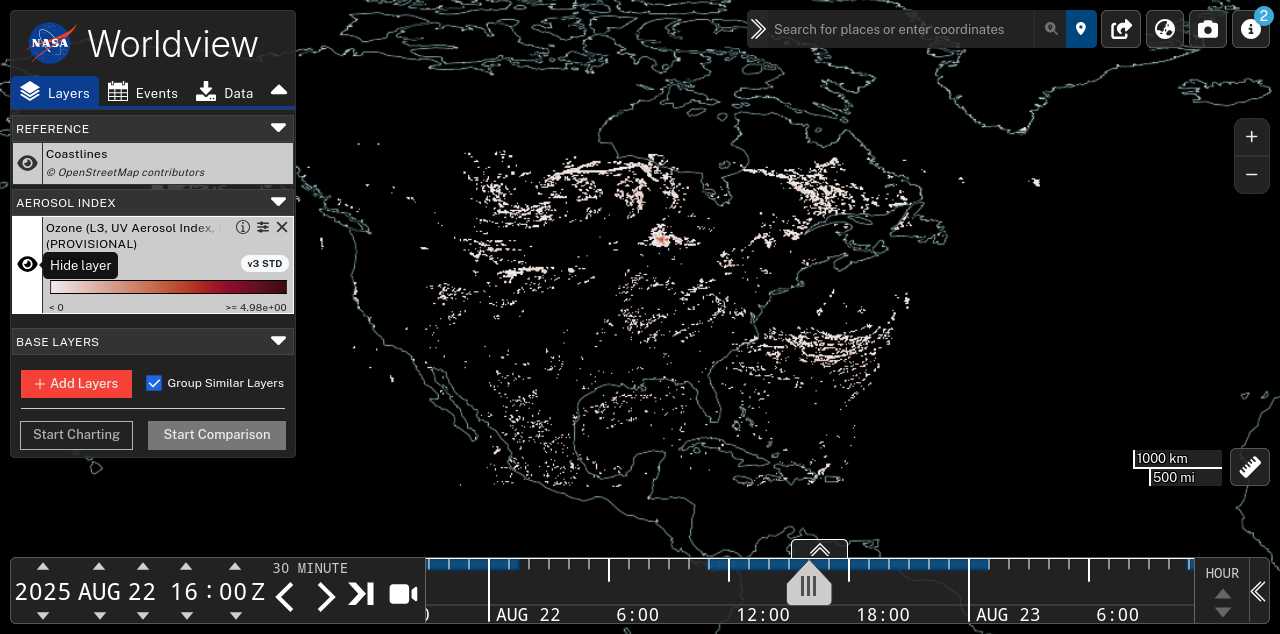 NASA Worldview
Search for places or enter coordinates
2
Layers
Events
Data
REFERENCE
Coastlines
© OpenStreetMap contributors
AEROSOL INDEX
Ozone (L3, UV Aerosol Index,
(PROVISIONAL)
Hide layer
v3 STD
< 0
>= 4.98e+00
BASE LAYERS
+ Add Layers
Group Similar Layers
Start Charting
Start Comparison
+
−
1000 km
500 mi
30 MINUTE
2025 AUG 22 16 : 00 Z
AUG 22
6:00
12:00
18:00
AUG 23
6:00
HOUR